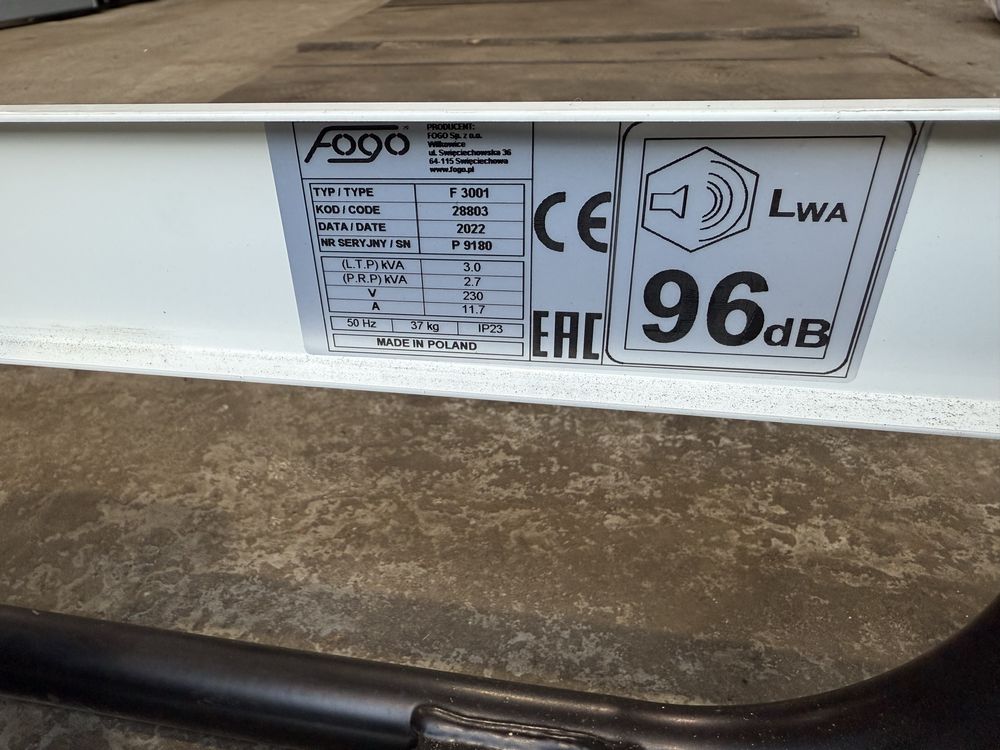 FOGO
PRODUCENT:
FOGO Sp. z o.o.
Wilkowice
ul. Święciechowska 36
64-115 Święciechowa
www.fogo.pl
TYP / TYPE F 3001
KOD / CODE 28803
DATA / DATE 2022
NR SERYJNY / SN P 9180
(L.T.P) kVA 3.0
(P.R.P) kVA 2.7
V 230
A 11.7
50 Hz 37 kg IP23
MADE IN POLAND
CE
EAC
LWA
96dB